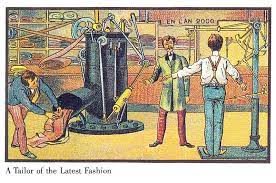 EN L'AN 2000
A Tailor of the Latest Fashion